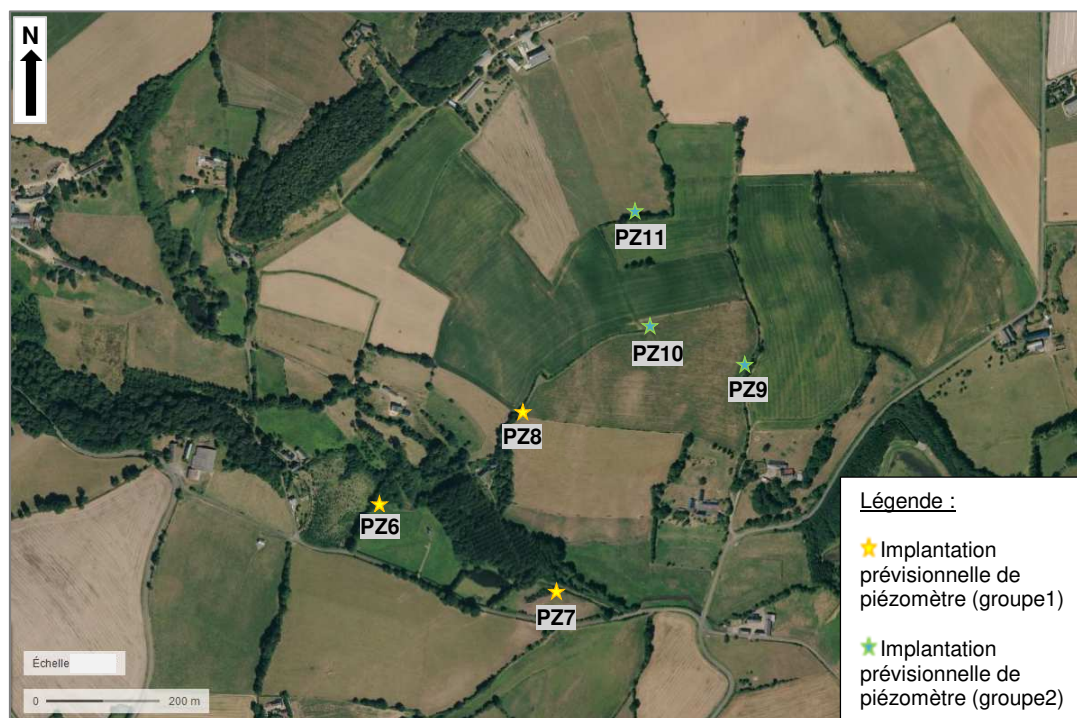 N
PZ11
PZ10
PZ9
PZ8
PZ6
PZ7
Légende :
Implantation
prévisionnelle de
piézomètre (groupe1)
Implantation
prévisionnelle de
piézomètre (groupe2)
Échelle
0 200 m